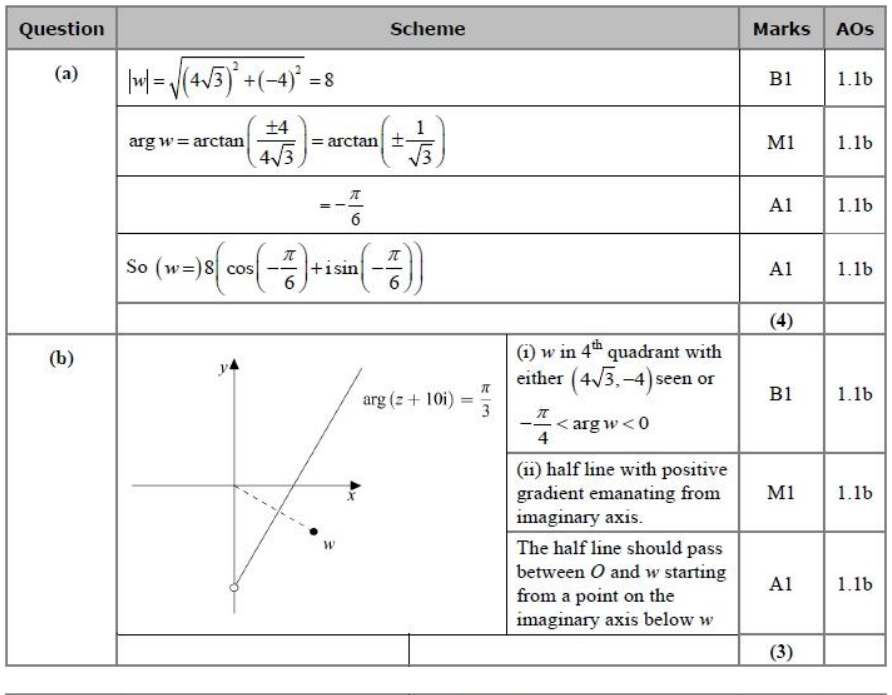 Question Scheme Marks AOs
(a) |w| = √((4√3)² + (−4)²) = 8 B1 1.1b
arg w = arctan(±4/4√3) = arctan(±1/√3) M1 1.1b
= −π/6 A1 1.1b
So (w =) 8(cos(−π/6) + i sin(−π/6)) A1 1.1b
(4)
(b)
y
arg (z + 10i) = π/3
x
w
(i) w in 4th quadrant with
either (4√3, −4) seen or
−π/4 < arg w < 0
B1 1.1b
(ii) half line with positive
gradient emanating from
imaginary axis.
M1 1.1b
The half line should pass
between O and w starting
from a point on the
imaginary axis below w
A1 1.1b
(3)